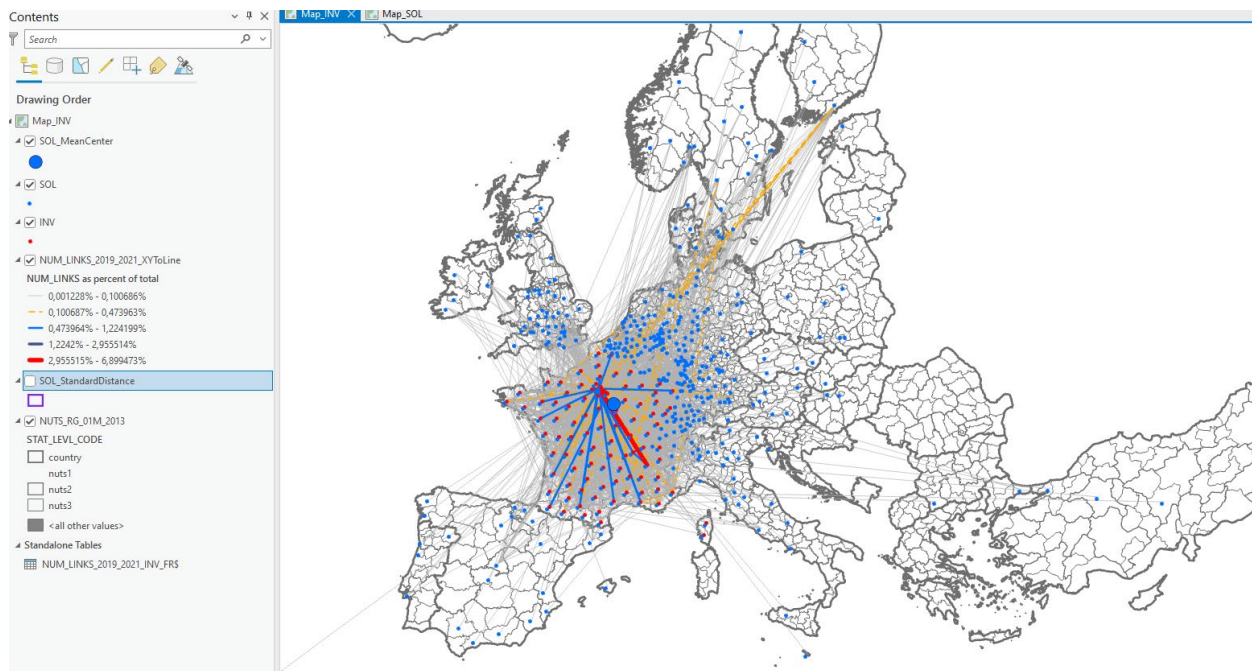 Contents
Search
Drawing Order
Map_INV
SOL_MeanCenter
SOL
INV
NUM_LINKS_2019_2021_XYToLine
NUM_LINKS as percent of total
0,001228% - 0,100686%
0,100687% - 0,473963%
0,473964% - 1,224199%
1,2242% - 2,955514%
2,955515% - 6,899473%
SOL_StandardDistance
NUTS_RG_01M_2013
STAT_LEVL_CODE
country
nuts1
nuts2
nuts3
<all other values>
Standalone Tables
NUM_LINKS_2019_2021_INV_FR$
Map_INV
Map_SOL